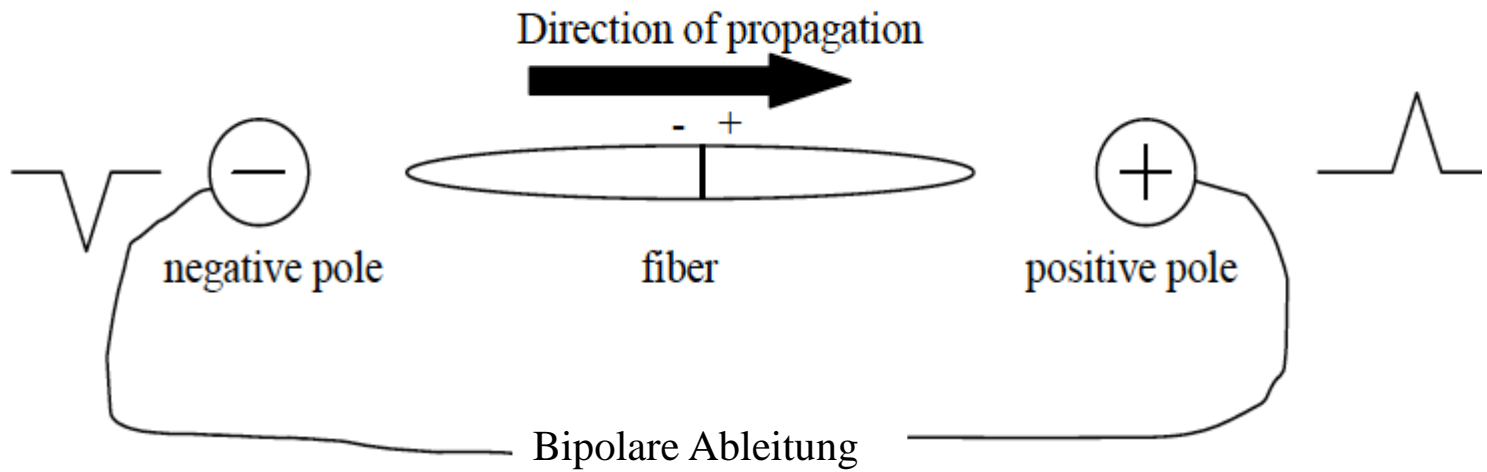 Direction of propagation
- +
− +
negative pole fiber positive pole
Bipolare Ableitung